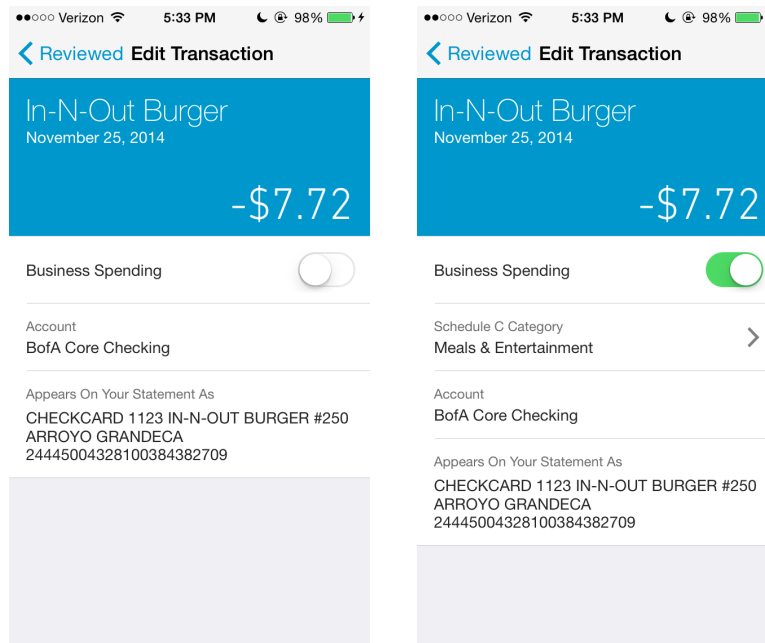 Verizon 5:33 PM 98%
Reviewed Edit Transaction
In-N-Out Burger
November 25, 2014
-$7.72
Business Spending
Account
BofA Core Checking
Appears On Your Statement As
CHECKCARD 1123 IN-N-OUT BURGER #250
ARROYO GRANDECA
24445004328100384382709
Verizon 5:33 PM 98%
Reviewed Edit Transaction
In-N-Out Burger
November 25, 2014
-$7.72
Business Spending
Schedule C Category
Meals & Entertainment
Account
BofA Core Checking
Appears On Your Statement As
CHECKCARD 1123 IN-N-OUT BURGER #250
ARROYO GRANDECA
24445004328100384382709